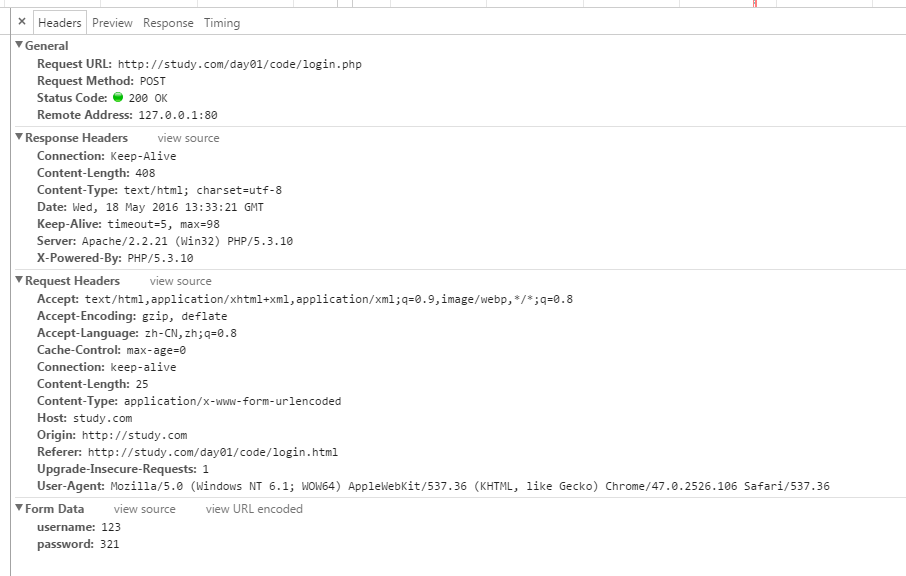 × Headers Preview Response Timing
▼General
Request URL: http://study.com/day01/code/login.php
Request Method: POST
Status Code: 200 OK
Remote Address: 127.0.0.1:80
▼Response Headers view source
Connection: Keep-Alive
Content-Length: 408
Content-Type: text/html; charset=utf-8
Date: Wed, 18 May 2016 13:33:21 GMT
Keep-Alive: timeout=5, max=98
Server: Apache/2.2.21 (Win32) PHP/5.3.10
X-Powered-By: PHP/5.3.10
▼Request Headers view source
Accept: text/html,application/xhtml+xml,application/xml;q=0.9,image/webp,*/*;q=0.8
Accept-Encoding: gzip, deflate
Accept-Language: zh-CN,zh;q=0.8
Cache-Control: max-age=0
Connection: keep-alive
Content-Length: 25
Content-Type: application/x-www-form-urlencoded
Host: study.com
Origin: http://study.com
Referer: http://study.com/day01/code/login.html
Upgrade-Insecure-Requests: 1
User-Agent: Mozilla/5.0 (Windows NT 6.1; WOW64) AppleWebKit/537.36 (KHTML, like Gecko) Chrome/47.0.2526.106 Safari/537.36
▼Form Data view source view URL encoded
username: 123
password: 321